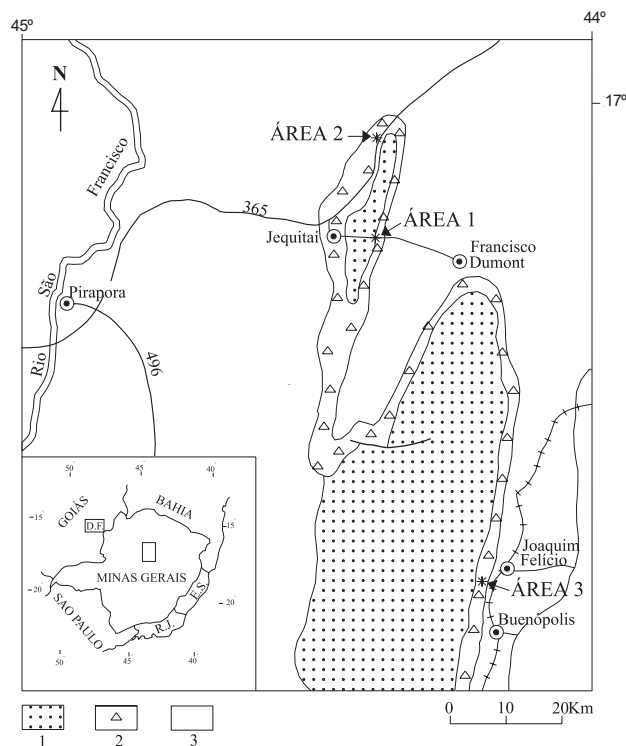 45º
44º
N
17º
ÁREA 2
Francisco
365
ÁREA 1
Jequitaí
Francisco
Dumont
São
Pirapora
Rio
496
50
45
40
GOIÁS
BAHIA
15
15
D.F.
MINAS GERAIS
20
20
E.S.
SAO PAULO
R.J.
50
45
40
Joaquim
Felício
ÁREA 3
Buenópolis
1
2
3
0
10
20Km